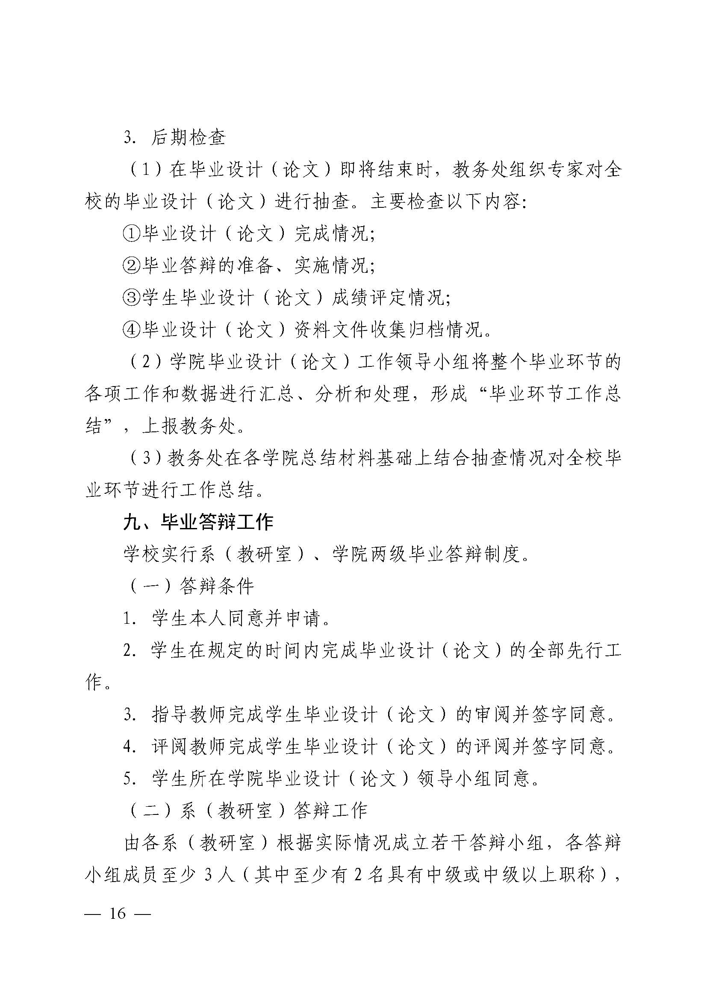 3. 后期检查
（1）在毕业设计（论文）即将结束时，教务处组织专家对全
校的毕业设计（论文）进行抽查。主要检查以下内容：
①毕业设计（论文）完成情况；
②毕业答辩的准备、实施情况；
③学生毕业设计（论文）成绩评定情况；
④毕业设计（论文）资料文件收集归档情况。
（2）学院毕业设计（论文）工作领导小组将整个毕业环节的
各项工作和数据进行汇总、分析和处理，形成“毕业环节工作总
结”，上报教务处。
（3）教务处在各学院总结材料基础上结合抽查情况对全校毕
业环节进行工作总结。
九、毕业答辩工作
学校实行系（教研室）、学院两级毕业答辩制度。
（一）答辩条件
1. 学生本人同意并申请。
2. 学生在规定的时间内完成毕业设计（论文）的全部先行工
作。
3. 指导教师完成学生毕业设计（论文）的审阅并签字同意。
4. 评阅教师完成学生毕业设计（论文）的评阅并签字同意。
5. 学生所在学院毕业设计（论文）领导小组同意。
（二）系（教研室）答辩工作
由各系（教研室）根据实际情况成立若干答辩小组，各答辩
小组成员至少 3 人（其中至少有 2 名具有中级或中级以上职称），
— 16 —